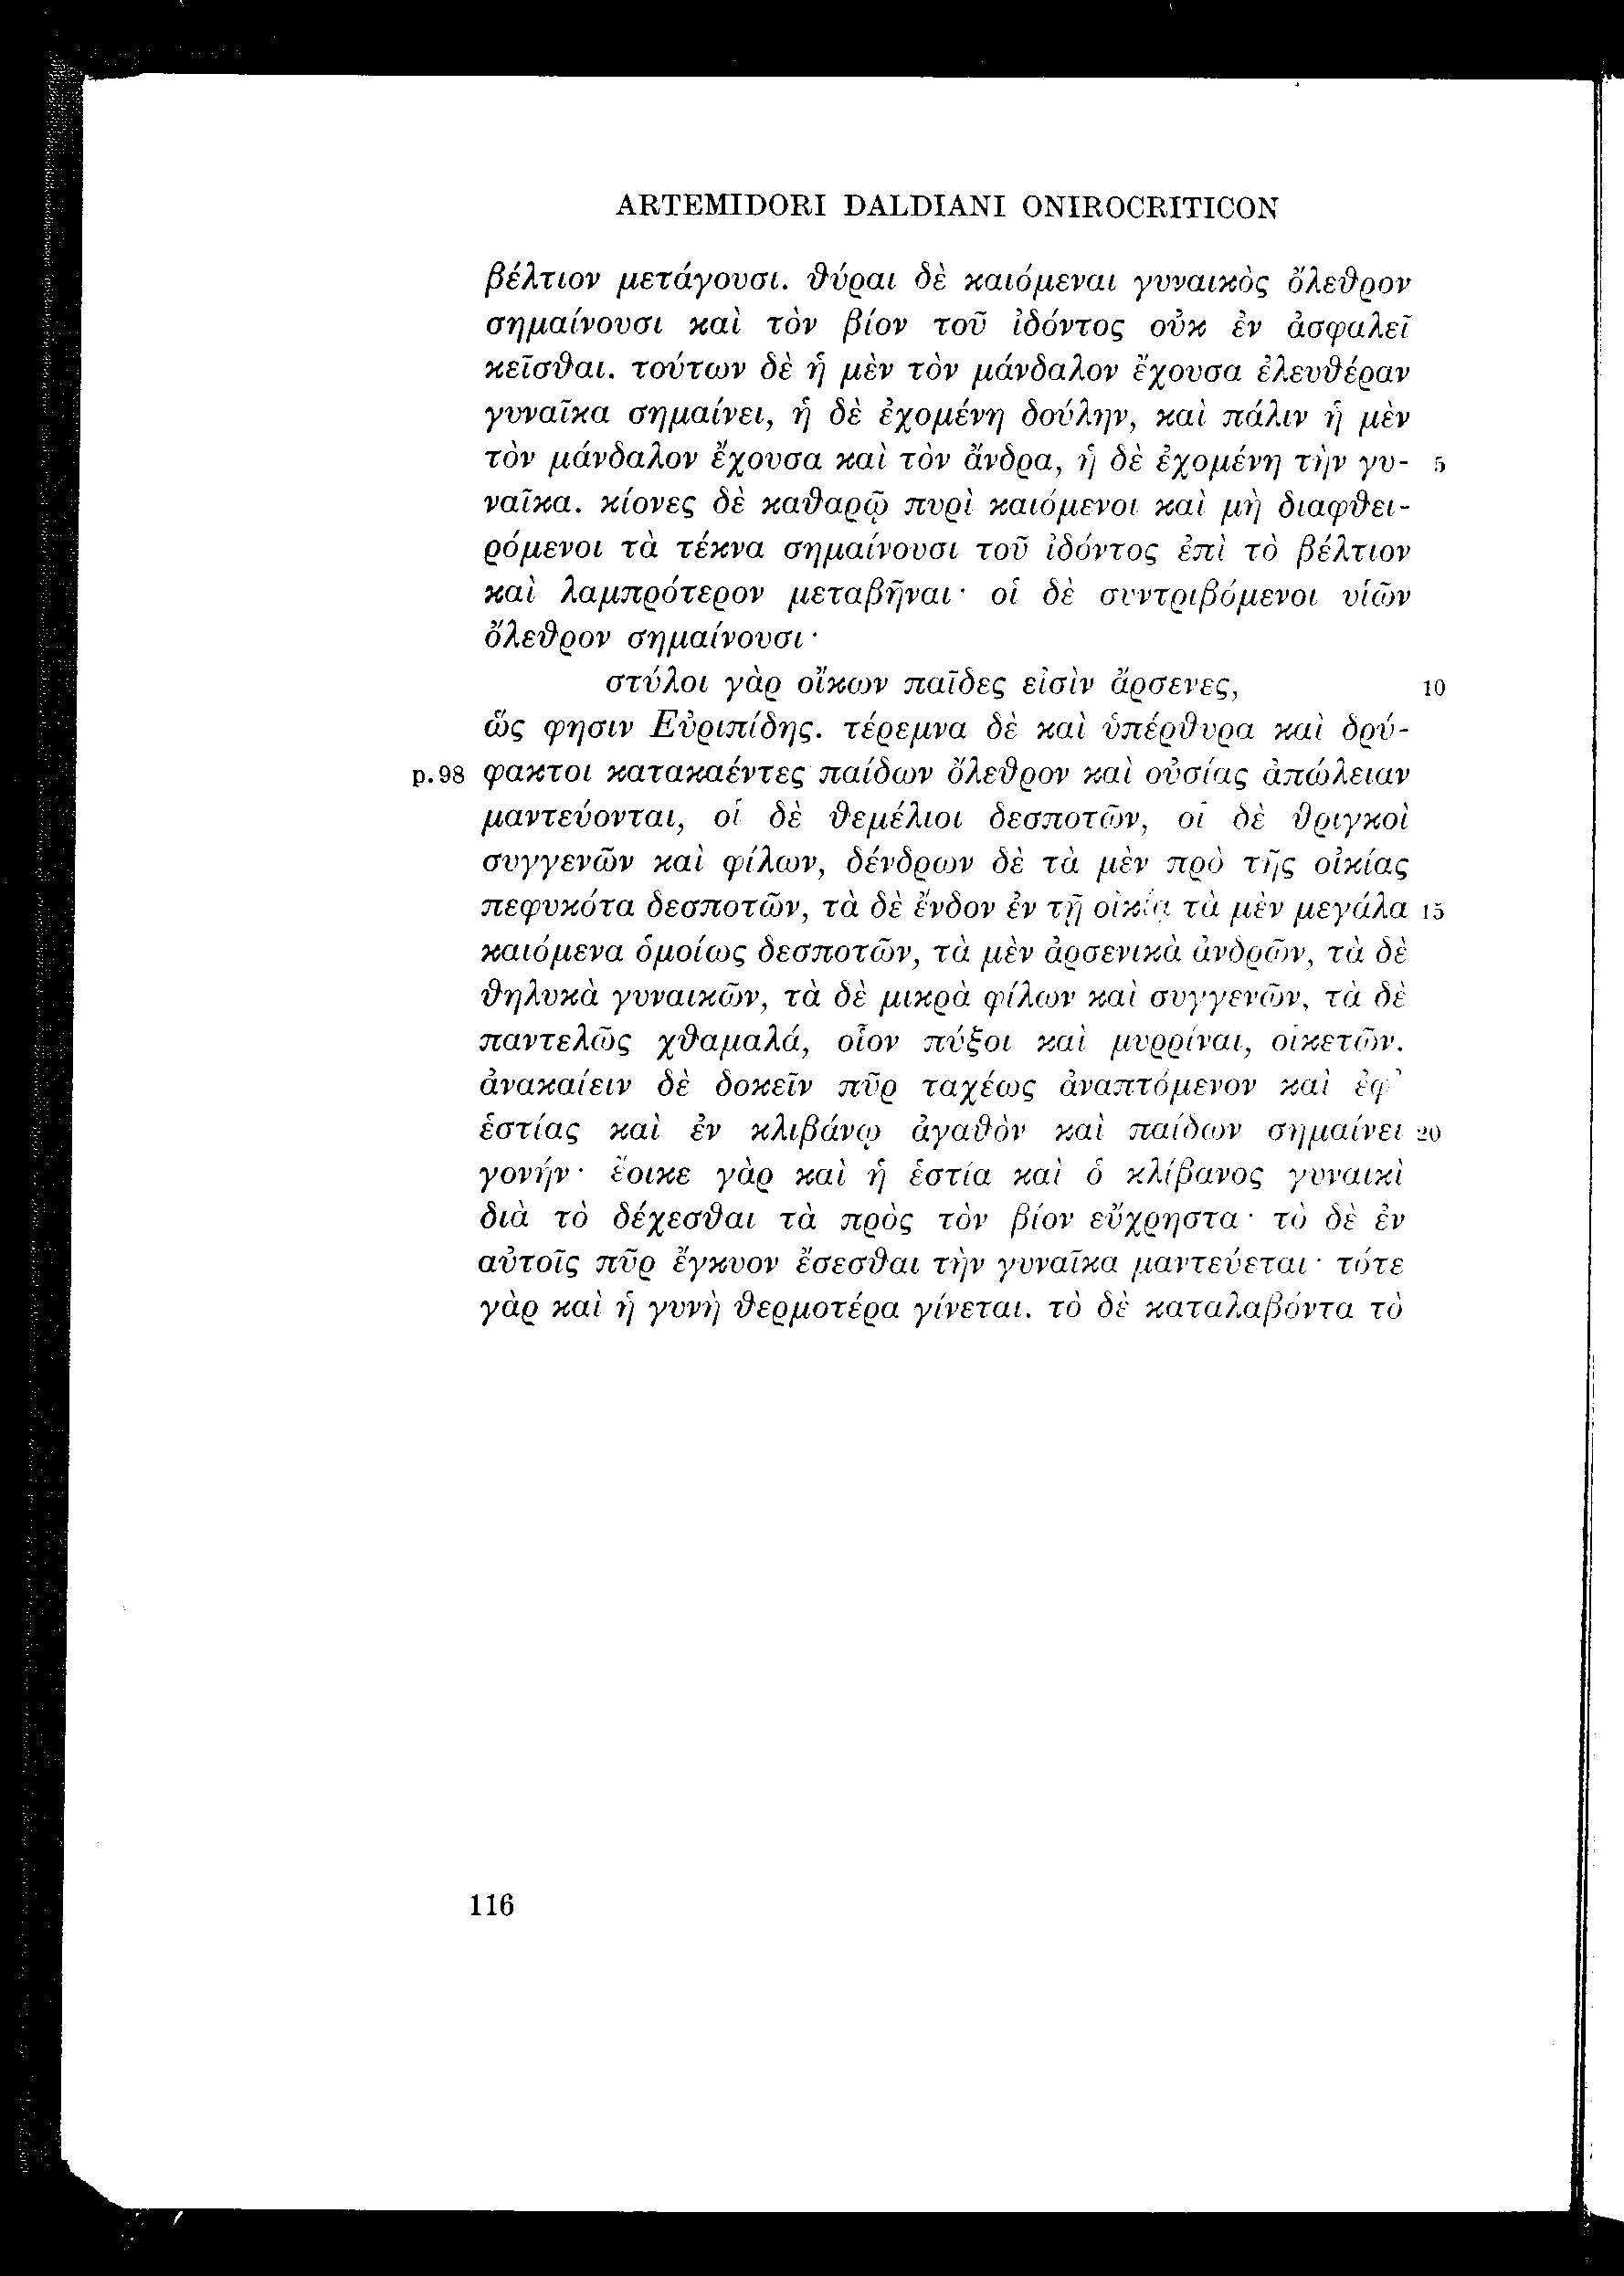 ARTEMIDORI DALDIANI ONIROCRITICON
βέλτιον μετάγουσι. θύραι δὲ καιόμεναι γυναικὸς ὄλεθρον
σημαίνουσι καὶ τὸν βίον τοῦ ἰδόντος οὐκ ἐν ἀσφαλεῖ
κεῖσθαι. τούτων δὲ ἡ μὲν τὸν μάνδαλον ἔχουσα ἐλευθέραν
γυναῖκα σημαίνει, ἡ δὲ ἐχομένη δούλην, καὶ πάλιν ἡ μὲν
τὸν μάνδαλον ἔχουσα καὶ τὸν ἄνδρα, ἡ δὲ ἐχομένη τὴν γυ- 5
ναῖκα. κίονες δὲ καθαρῷ πυρὶ καιόμενοι καὶ μὴ διαφθει-
ρόμενοι τὰ τέκνα σημαίνουσι τοῦ ἰδόντος ἐπὶ τὸ βέλτιον
καὶ λαμπρότερον μεταβῆναι· οἱ δὲ συντριβόμενοι υἱῶν
ὄλεθρον σημαίνουσι·
στύλοι γὰρ οἴκων παῖδες εἰσὶν ἄρσενες, 10
ὥς φησιν Εὐριπίδης. τέρεμνα δὲ καὶ ὑπέρθυρα καὶ δρύ-
p.98 φακτοι κατακαέντες παίδων ὄλεθρον καὶ οὐσίας ἀπώλειαν
μαντεύονται, οἱ δὲ θεμέλιοι δεσποτῶν, οἱ δὲ θριγκοὶ
συγγενῶν καὶ φίλων, δένδρων δὲ τὰ μὲν πρὸ τῆς οἰκίας
πεφυκότα δεσποτῶν, τὰ δὲ ἔνδον ἐν τῇ οἰκίᾳ τὰ μὲν μεγάλα 15
καιόμενα ὁμοίως δεσποτῶν, τὰ μὲν ἀρσενικὰ ἀνδρῶν, τὰ δὲ
θηλυκὰ γυναικῶν, τὰ δὲ μικρὰ φίλων καὶ συγγενῶν, τὰ δὲ
παντελῶς χθαμαλά, οἷον πύξοι καὶ μυρρίναι, οἰκετῶν.
ἀνακαίειν δὲ δοκεῖν πῦρ ταχέως ἀναπτόμενον καὶ ἐφ᾽
ἑστίας καὶ ἐν κλιβάνῳ ἀγαθὸν καὶ παίδων σημαίνει 20
γονήν· ἔοικε γὰρ καὶ ἡ ἑστία καὶ ὁ κλίβανος γυναικὶ
διὰ τὸ δέχεσθαι τὰ πρὸς τὸν βίον εὔχρηστα· τὸ δὲ ἐν
αὐτοῖς πῦρ ἔγκυον ἔσεσθαι τὴν γυναῖκα μαντεύεται· τότε
γὰρ καὶ ἡ γυνὴ θερμοτέρα γίνεται. τὸ δὲ καταλαβόντα τὸ
116